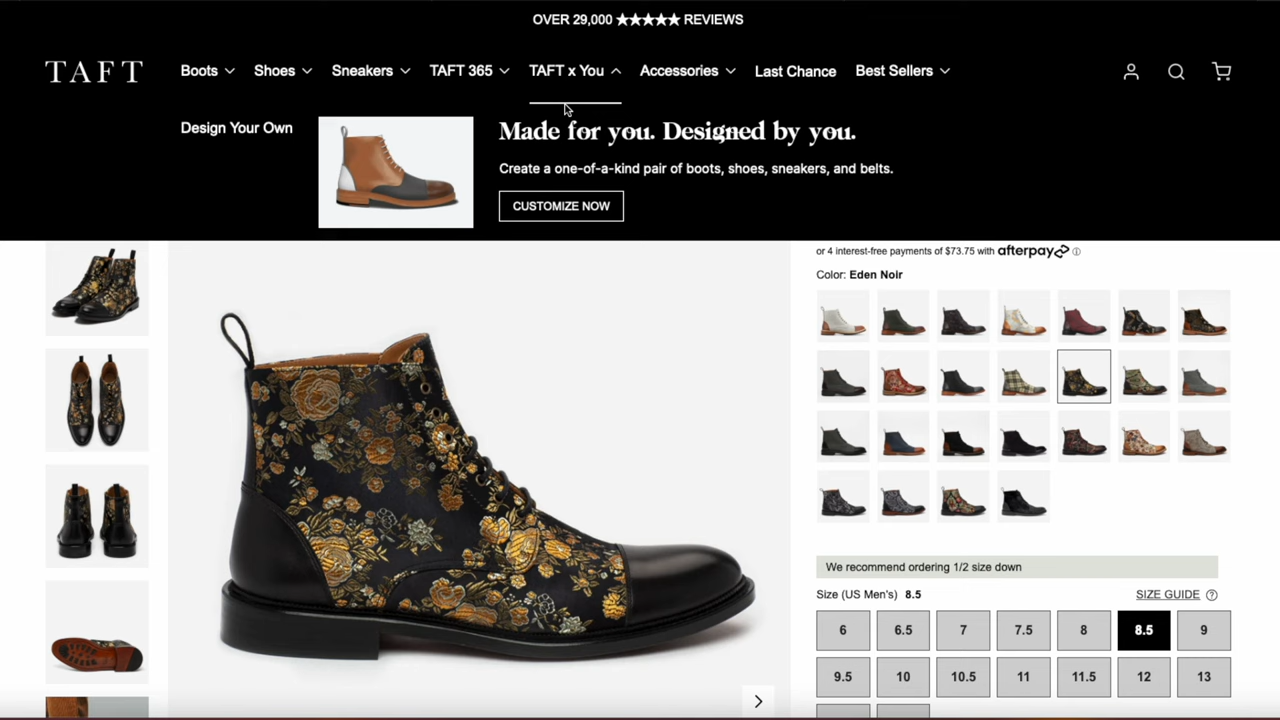 OVER 29,000 ★★★★★ REVIEWS
TAFT Boots Shoes Sneakers TAFT 365 TAFT x You Accessories Last Chance Best Sellers
Design Your Own
Made for you. Designed by you.
Create a one-of-a-kind pair of boots, shoes, sneakers, and belts.
CUSTOMIZE NOW
or 4 interest-free payments of $73.75 with afterpay
Color: Eden Noir
We recommend ordering 1/2 size down
Size (US Men's) 8.5 SIZE GUIDE
6 6.5 7 7.5 8 8.5 9
9.5 10 10.5 11 11.5 12 13